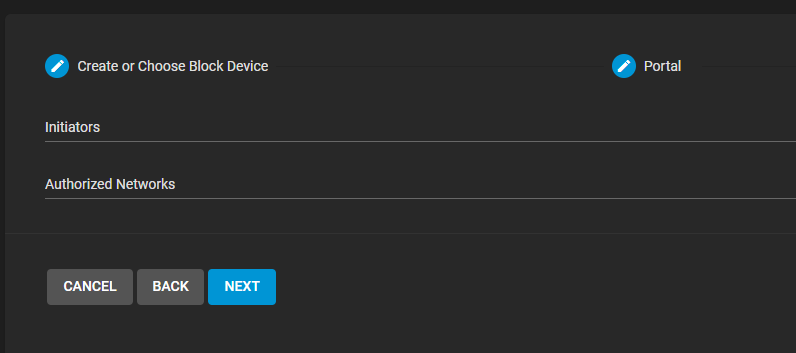 Create or Choose Block Device
Portal
Initiators
Authorized Networks
CANCEL BACK NEXT